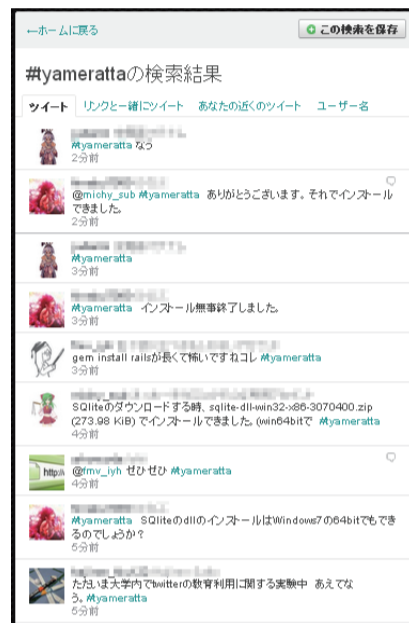 ←ホームに戻る
この検索を保存
#yamerattaの検索結果
ツイート リンクと一緒にツイート あなたの近くのツイート ユーザー名
#yameratta なう
2分前
@michy_sub #yameratta ありがとうございます。それでインストール
できました。
2分前
#yameratta
3分前
#yameratta インストール無事終了しました。
3分前
gem install railsが長くて怖いですねコレ #yameratta
3分前
SQliteのダウンロードする時、sqlite-dll-win32-x86-3070400.zip
(273.98 KiB) でインストールできました。(win64bitで #yameratta
4分前
http://
@fmv_iyh ぜひぜひ #yameratta
4分前
#yameratta SQliteのdllのインストールはWindows7の64bitでもでき
るのでしょうか？
5分前
ただいま大学内でtwitterの教育利用に関する実験中 あえてな
う。#yameratta
5分前